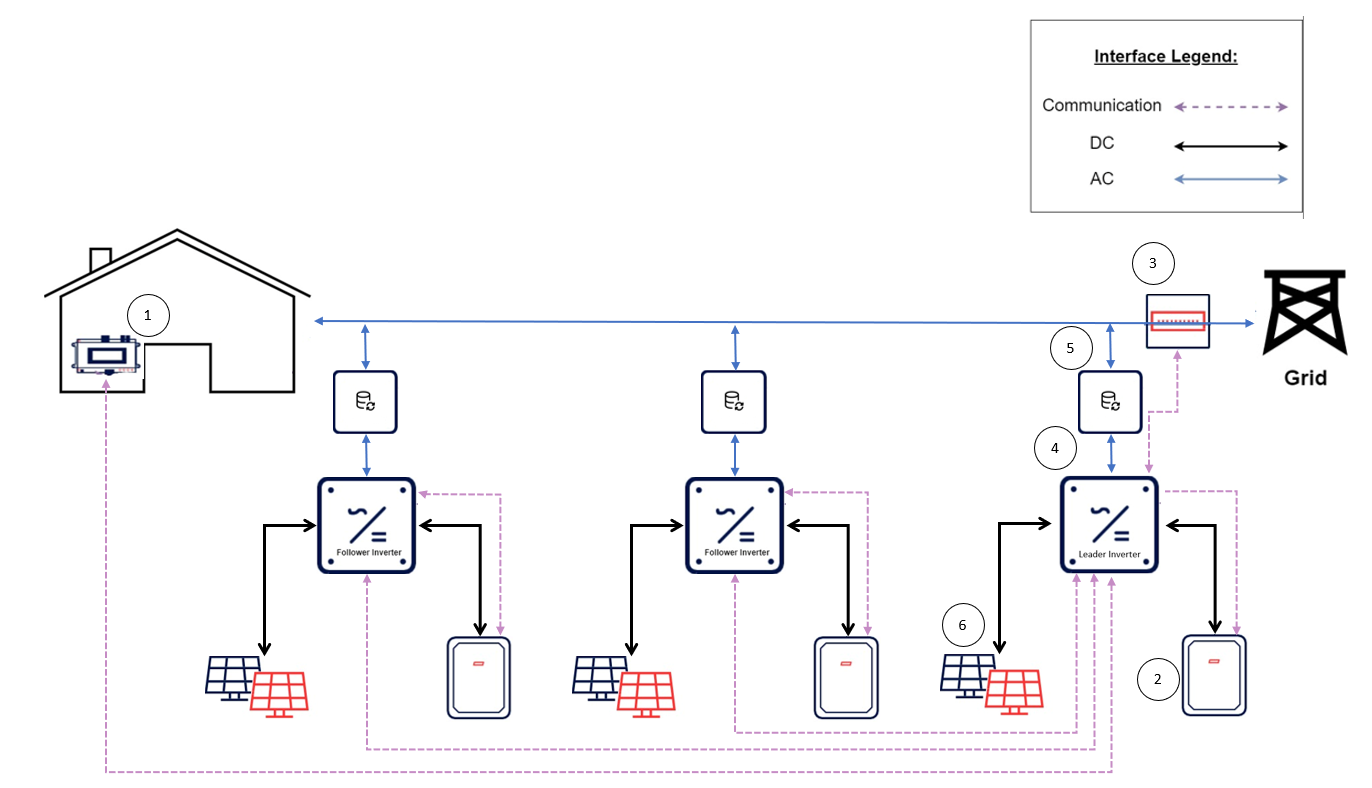 Interface Legend:
Communication
DC
AC
3
1
5
Grid
4
Follower Inverter
Follower Inverter
Leader Inverter
6
2